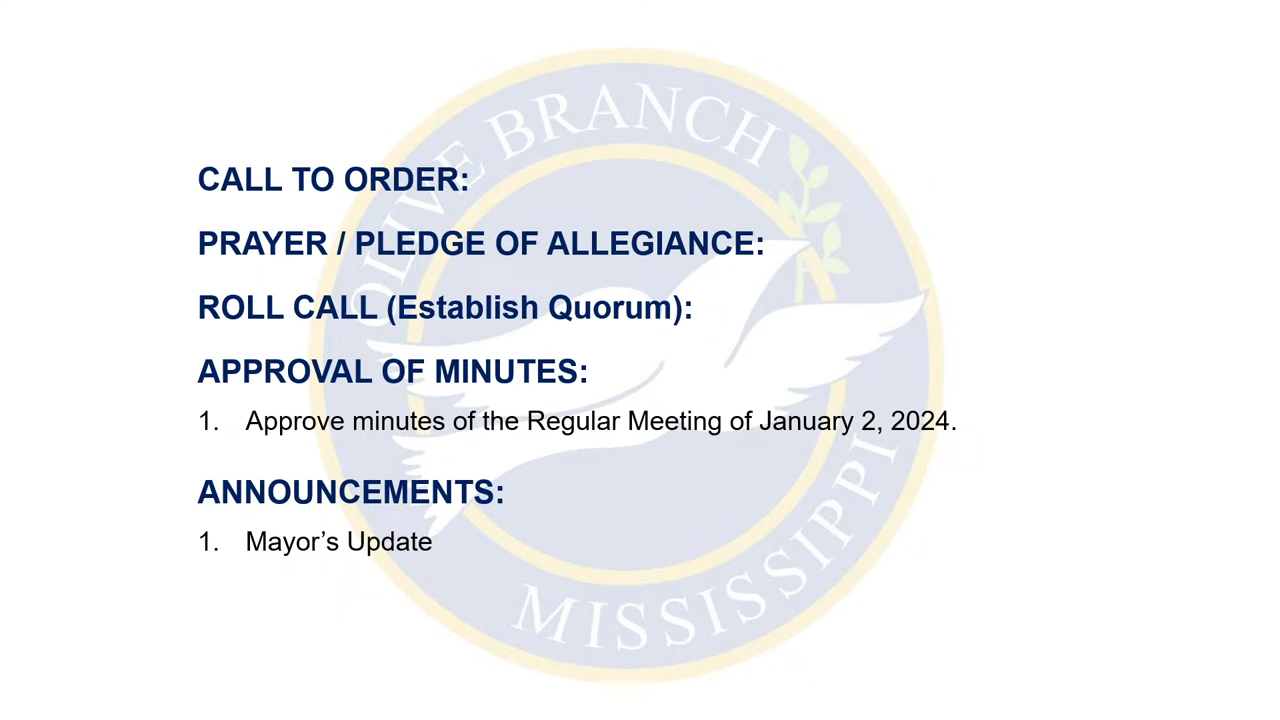 OLIVE BRANCH
CALL TO ORDER:
PRAYER / PLEDGE OF ALLEGIANCE:
ROLL CALL (Establish Quorum):
APPROVAL OF MINUTES:
1. Approve minutes of the Regular Meeting of January 2, 2024.
ANNOUNCEMENTS:
1. Mayor’s Update
MISSISSIPPI